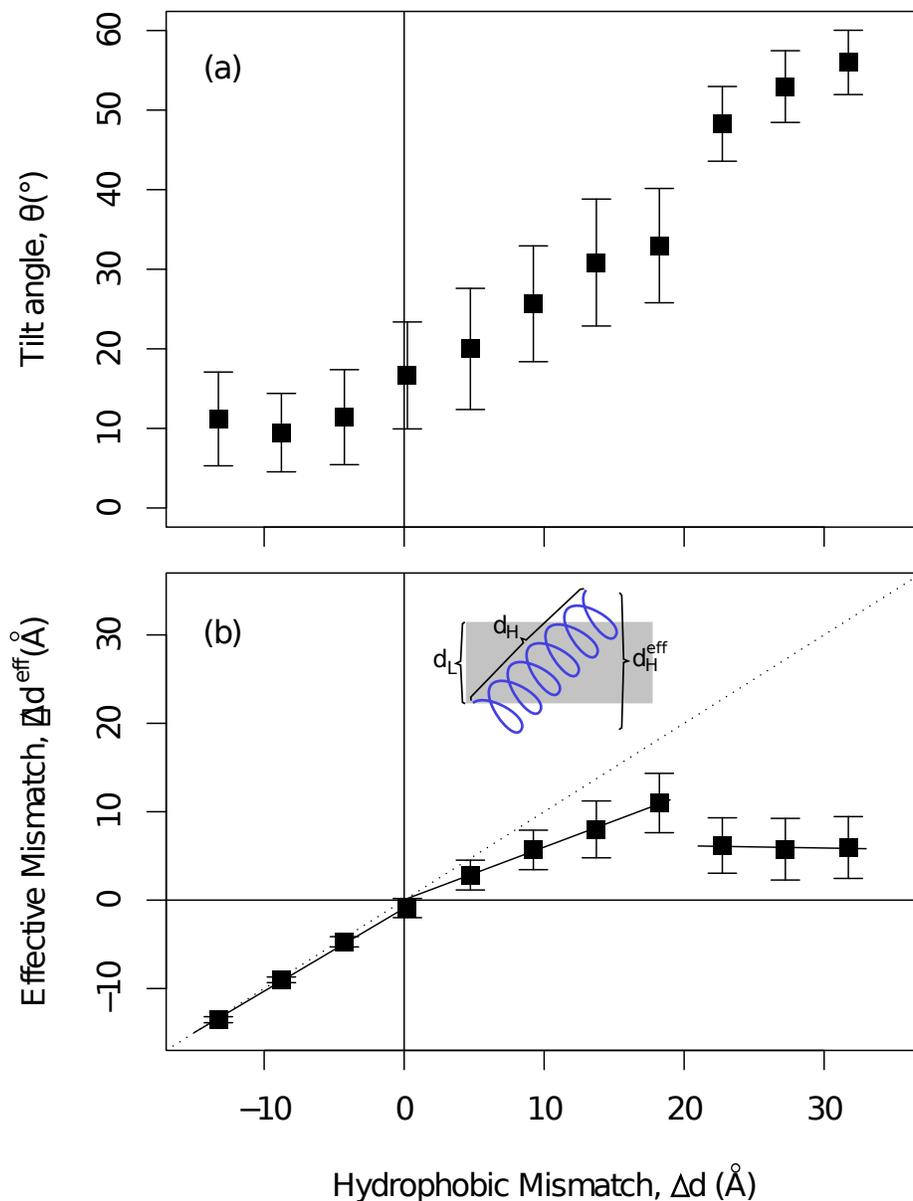 (a)
60
50
40
30
20
10
0
Tilt angle, θ(°)
(b)
30
20
10
0
−10
Effective Mismatch, Δd^eff(Å)
d_H
d_L
d_H^eff
−10 0 10 20 30
Hydrophobic Mismatch, Δd (Å)